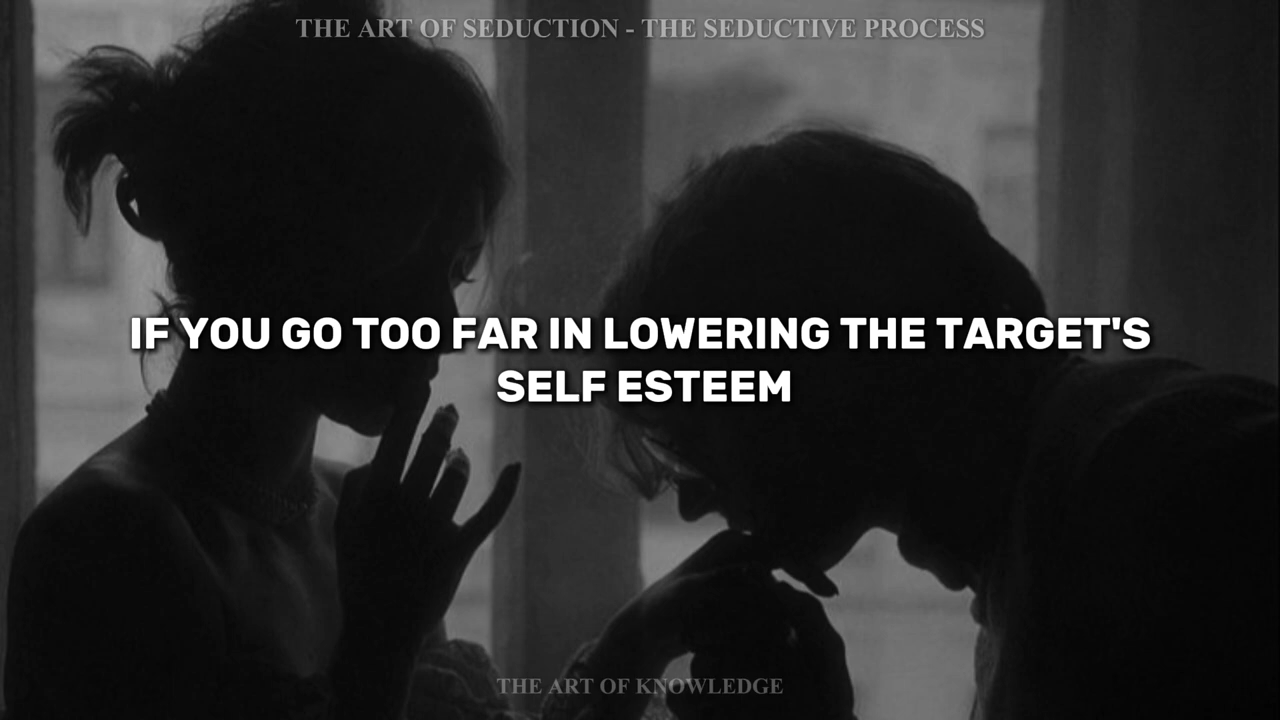 THE ART OF SEDUCTION - THE SEDUCTIVE PROCESS
IF YOU GO TOO FAR IN LOWERING THE TARGET'S
SELF ESTEEM
THE ART OF KNOWLEDGE